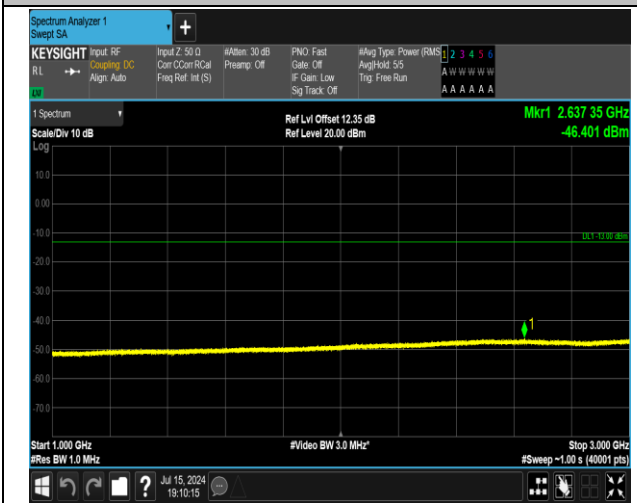 Spectrum Analyzer 1
Swept SA
+
KEYSIGHT
RL
LXI
Input: RF
Coupling: DC
Align: Auto
Input Z: 50 Ω
Corr CCorr RCal
Freq Ref: Int (S)
#Atten: 30 dB
Preamp: Off
PNO: Fast
Gate: Off
IF Gain: Low
Sig Track: Off
#Avg Type: Power (RMS
Avg|Hold: 5/5
Trig: Free Run
1 2 3 4 5 6
A W W W W W
A A A A A A
1 Spectrum
Ref Lvl Offset 12.35 dB
Mkr1 2.637 35 GHz
Scale/Div 10 dB
Ref Level 20.00 dBm
-46.401 dBm
Log
10.0
0.00
-10.0
DL1 -13.00 dBm
-20.0
-30.0
-40.0
1
-50.0
-60.0
-70.0
Start 1.000 GHz
#Video BW 3.0 MHz*
Stop 3.000 GHz
#Res BW 1.0 MHz
#Sweep ~1.00 s (40001 pts)
?
Jul 15, 2024
19:10:15